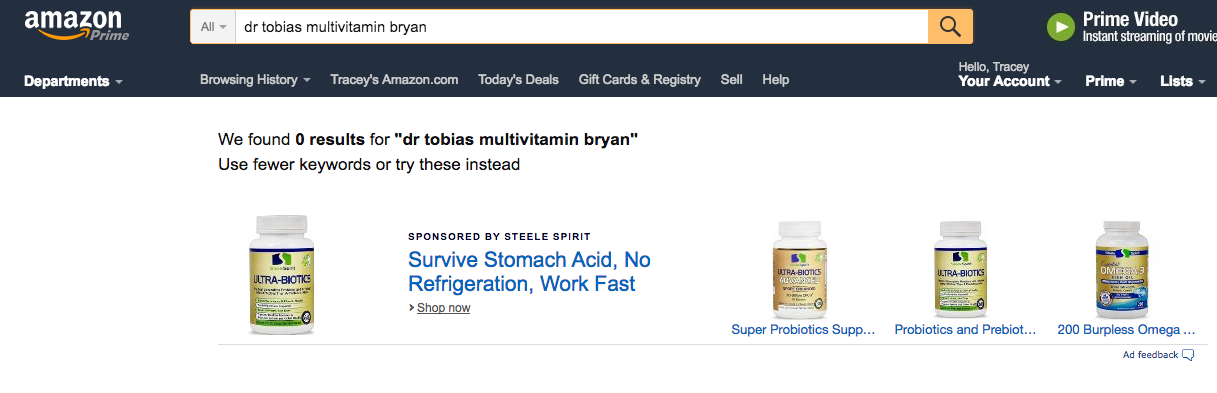 amazon
Prime
All
dr tobias multivitamin bryan
Prime Video
Instant streaming of movie
Departments
Browsing History
Tracey's Amazon.com
Today's Deals
Gift Cards & Registry
Sell
Help
Hello, Tracey
Your Account
Prime
Lists
We found 0 results for "dr tobias multivitamin bryan"
Use fewer keywords or try these instead
SPONSORED BY STEELE SPIRIT
Survive Stomach Acid, No
Refrigeration, Work Fast
Shop now
ULTRA-BIOTICS
ULTRA-BIOTICS
ADVANCED
ULTRA-BIOTICS
OMEGA 3
FISH OIL
Super Probiotics Supp...
Probiotics and Prebiot...
200 Burpless Omega ...
Ad feedback